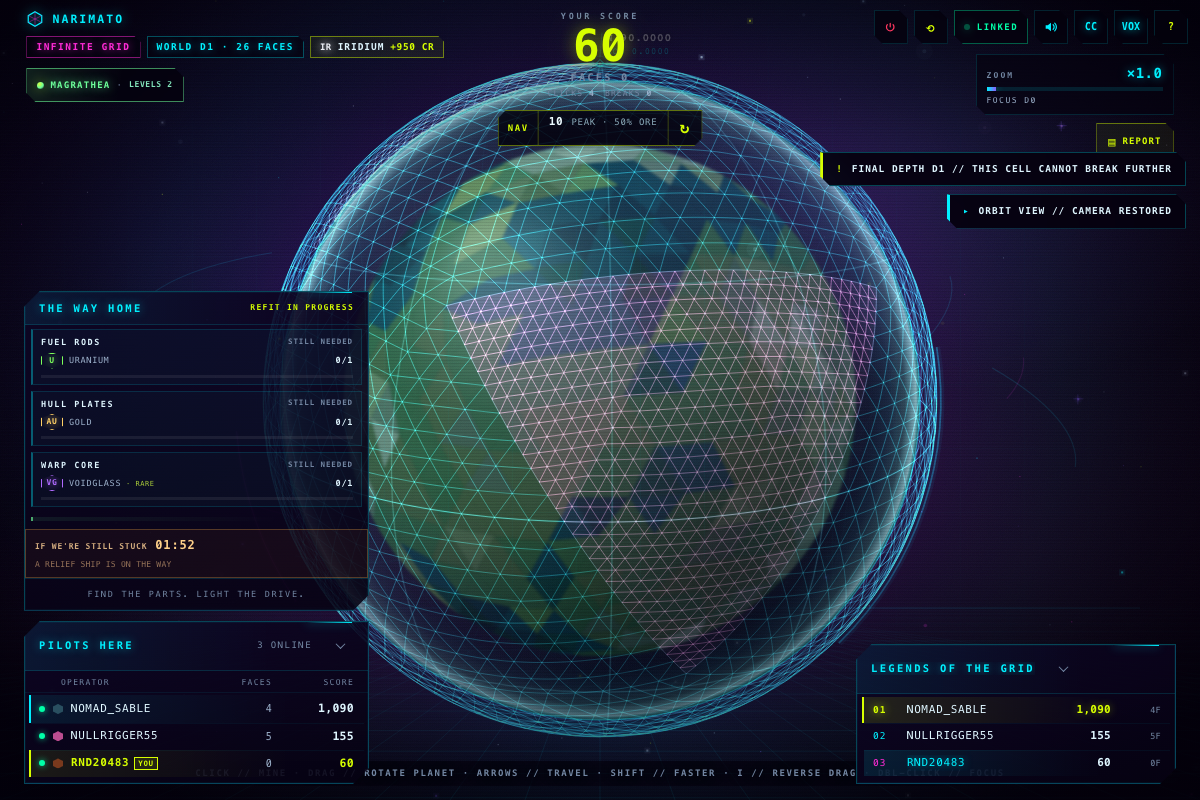 NARIMATO
INFINITE GRID
WORLD D1 · 26 FACES
IR IRIDIUM +950 CR
MAGRATHEA · LEVELS 2
YOUR SCORE
60
FACES 0
NAV
10 PEAK · 50% ORE
↻
LINKED
CC
VOX
?
ZOOM
×1.0
FOCUS D0
REPORT
! FINAL DEPTH D1 // THIS CELL CANNOT BREAK FURTHER
▸ ORBIT VIEW // CAMERA RESTORED
THE WAY HOME
REFIT IN PROGRESS
FUEL RODS
STILL NEEDED
U URANIUM
0/1
HULL PLATES
STILL NEEDED
AU GOLD
0/1
WARP CORE
STILL NEEDED
VG VOIDGLASS · RARE
0/1
IF WE'RE STILL STUCK 01:52
A RELIEF SHIP IS ON THE WAY
FIND THE PARTS. LIGHT THE DRIVE.
PILOTS HERE
3 ONLINE
OPERATOR FACES SCORE
NOMAD_SABLE 4 1,090
NULLRIGGER55 5 155
RND20483 YOU 0 60
LEGENDS OF THE GRID
01 NOMAD_SABLE 1,090 4F
02 NULLRIGGER55 155 5F
03 RND20483 60 0F
CLICK // MINE · DRAG // ROTATE PLANET · ARROWS // TRAVEL · SHIFT // FASTER · I // REVERSE DRAG